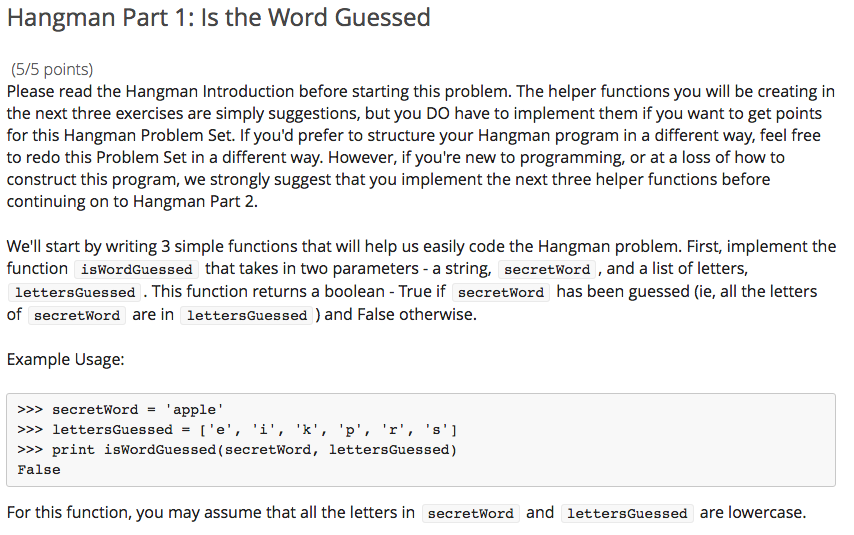 Hangman Part 1: Is the Word Guessed
(5/5 points)
Please read the Hangman Introduction before starting this problem. The helper functions you will be creating in
the next three exercises are simply suggestions, but you DO have to implement them if you want to get points
for this Hangman Problem Set. If you'd prefer to structure your Hangman program in a different way, feel free
to redo this Problem Set in a different way. However, if you're new to programming, or at a loss of how to
construct this program, we strongly suggest that you implement the next three helper functions before
continuing on to Hangman Part 2.
We'll start by writing 3 simple functions that will help us easily code the Hangman problem. First, implement the
function isWordGuessed that takes in two parameters - a string, secretWord , and a list of letters,
lettersGuessed . This function returns a boolean - True if secretWord has been guessed (ie, all the letters
of secretWord are in lettersGuessed ) and False otherwise.
Example Usage:
>>> secretWord = 'apple'
>>> lettersGuessed = ['e', 'i', 'k', 'p', 'r', 's']
>>> print isWordGuessed(secretWord, lettersGuessed)
False
For this function, you may assume that all the letters in secretWord and lettersGuessed are lowercase.